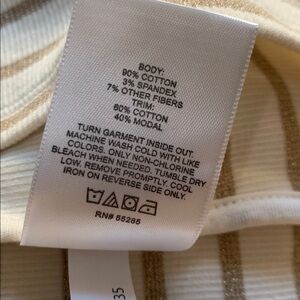 BODY:
90% COTTON
3% SPANDEX
7% OTHER FIBERS
TRIM:
60% COTTON
40% MODAL
TURN GARMENT INSIDE OUT.
MACHINE WASH COLD WITH LIKE
COLORS. ONLY NON-CHLORINE
BLEACH WHEN NEEDED. TUMBLE DRY
LOW. REMOVE PROMPTLY. COOL
IRON ON REVERSE SIDE ONLY.
RN# 55285
35